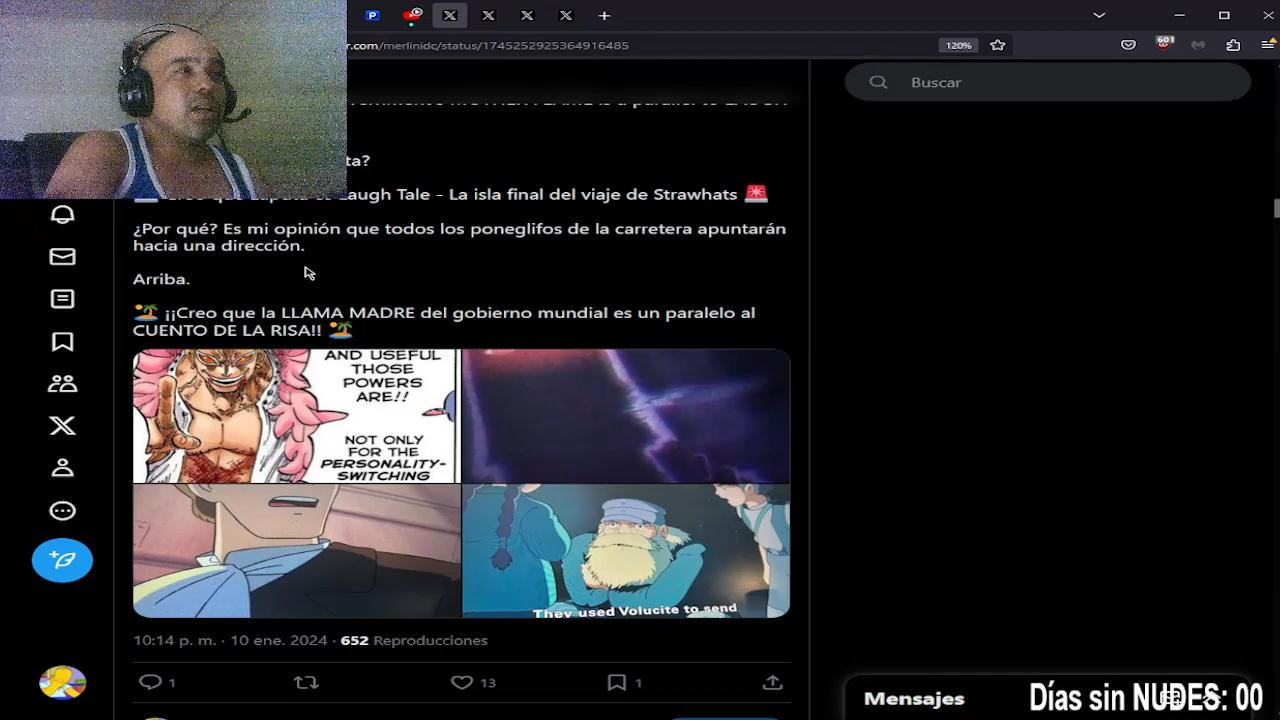 P
601
.com/merlinidc/status/1745252925364916485
120%
Buscar
ta?
Laugh Tale - La isla final del viaje de Strawhats
¿Por qué? Es mi opinión que todos los poneglifos de la carretera apuntarán
hacia una dirección.
Arriba.
¡¡Creo que la LLAMA MADRE del gobierno mundial es un paralelo al
CUENTO DE LA RISA!!
AND USEFUL
THOSE
POWERS
ARE!!
NOT ONLY
FOR THE
PERSONALITY-
SWITCHING
They used Volucite to send
10:14 p. m. · 10 ene. 2024 · 652 Reproducciones
1
13
1
Mensajes
Días sin NUDES: 00